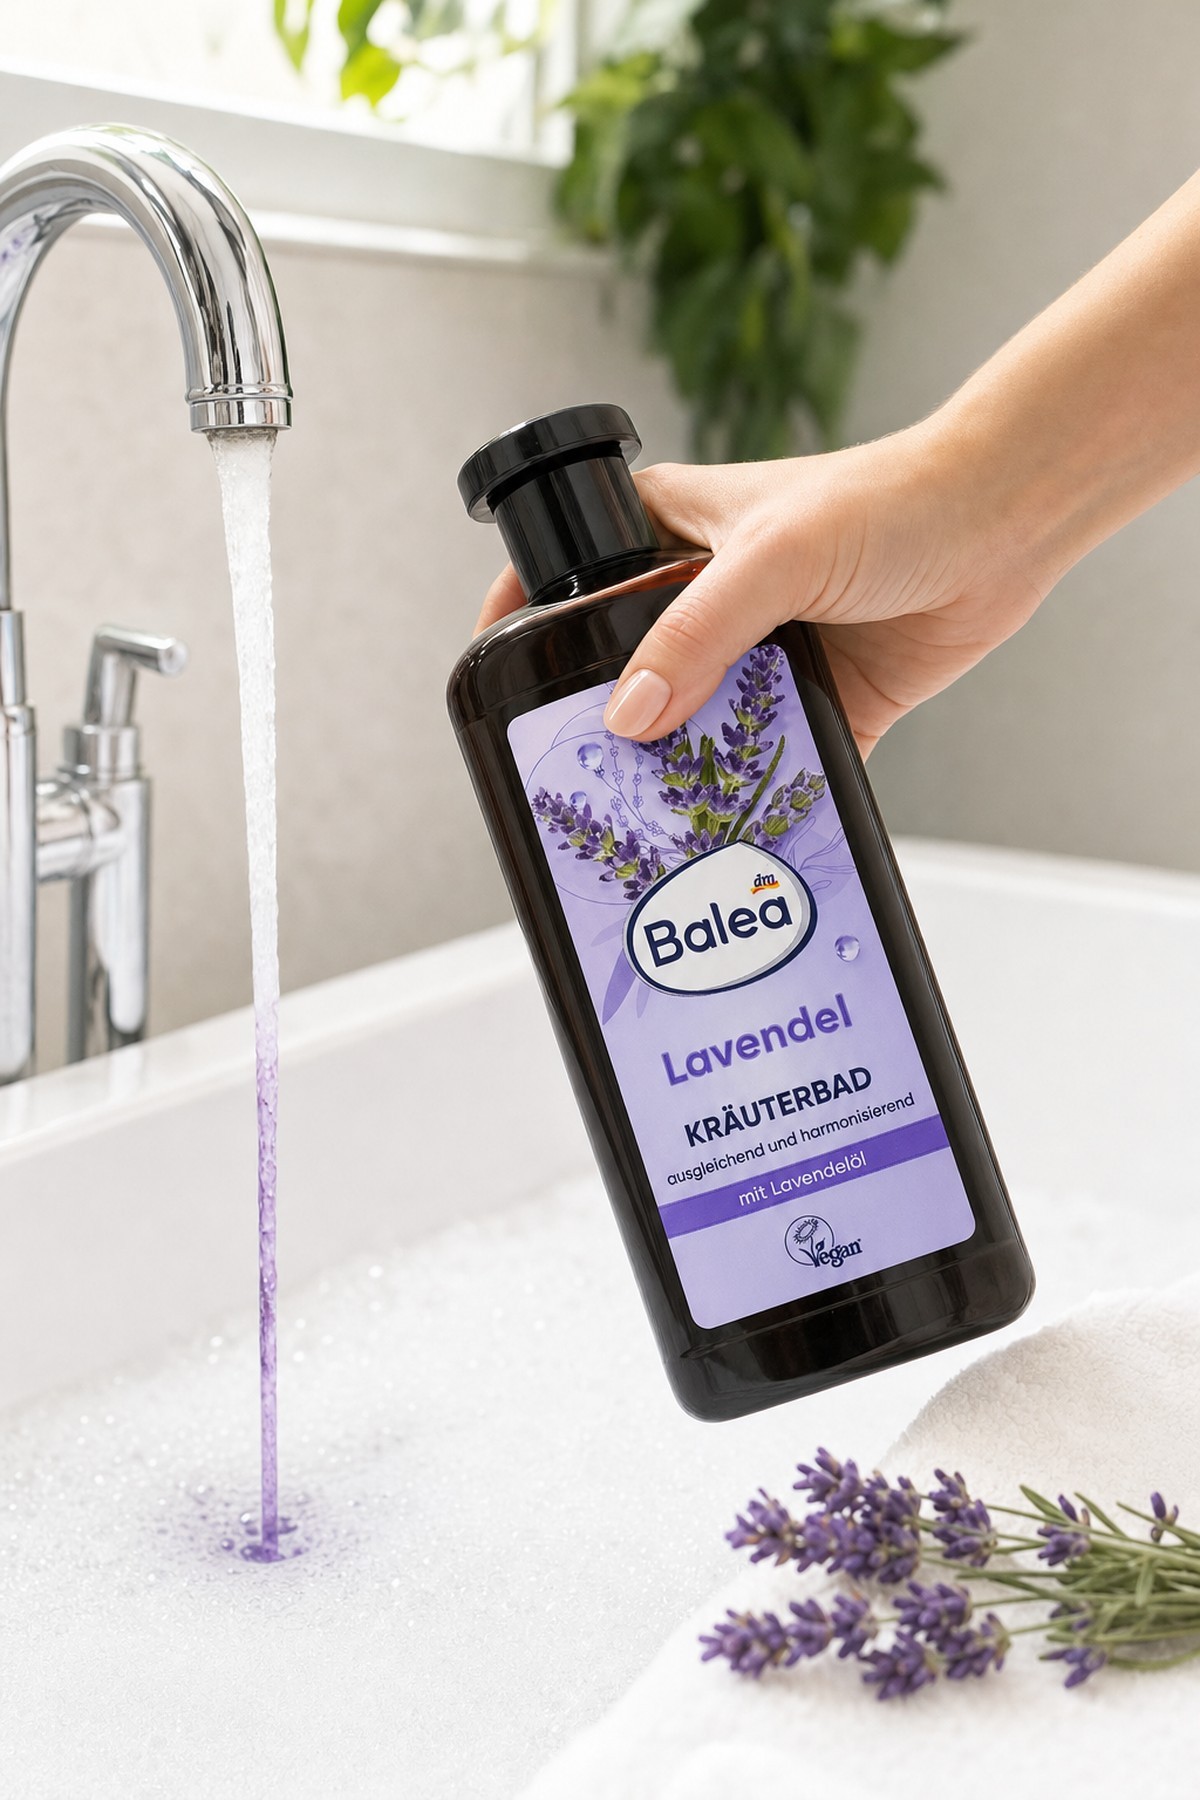 dm
Balea
Lavendel
KRÄUTERBAD
ausgleichend und harmonisierend
mit Lavendelöl
Vegan